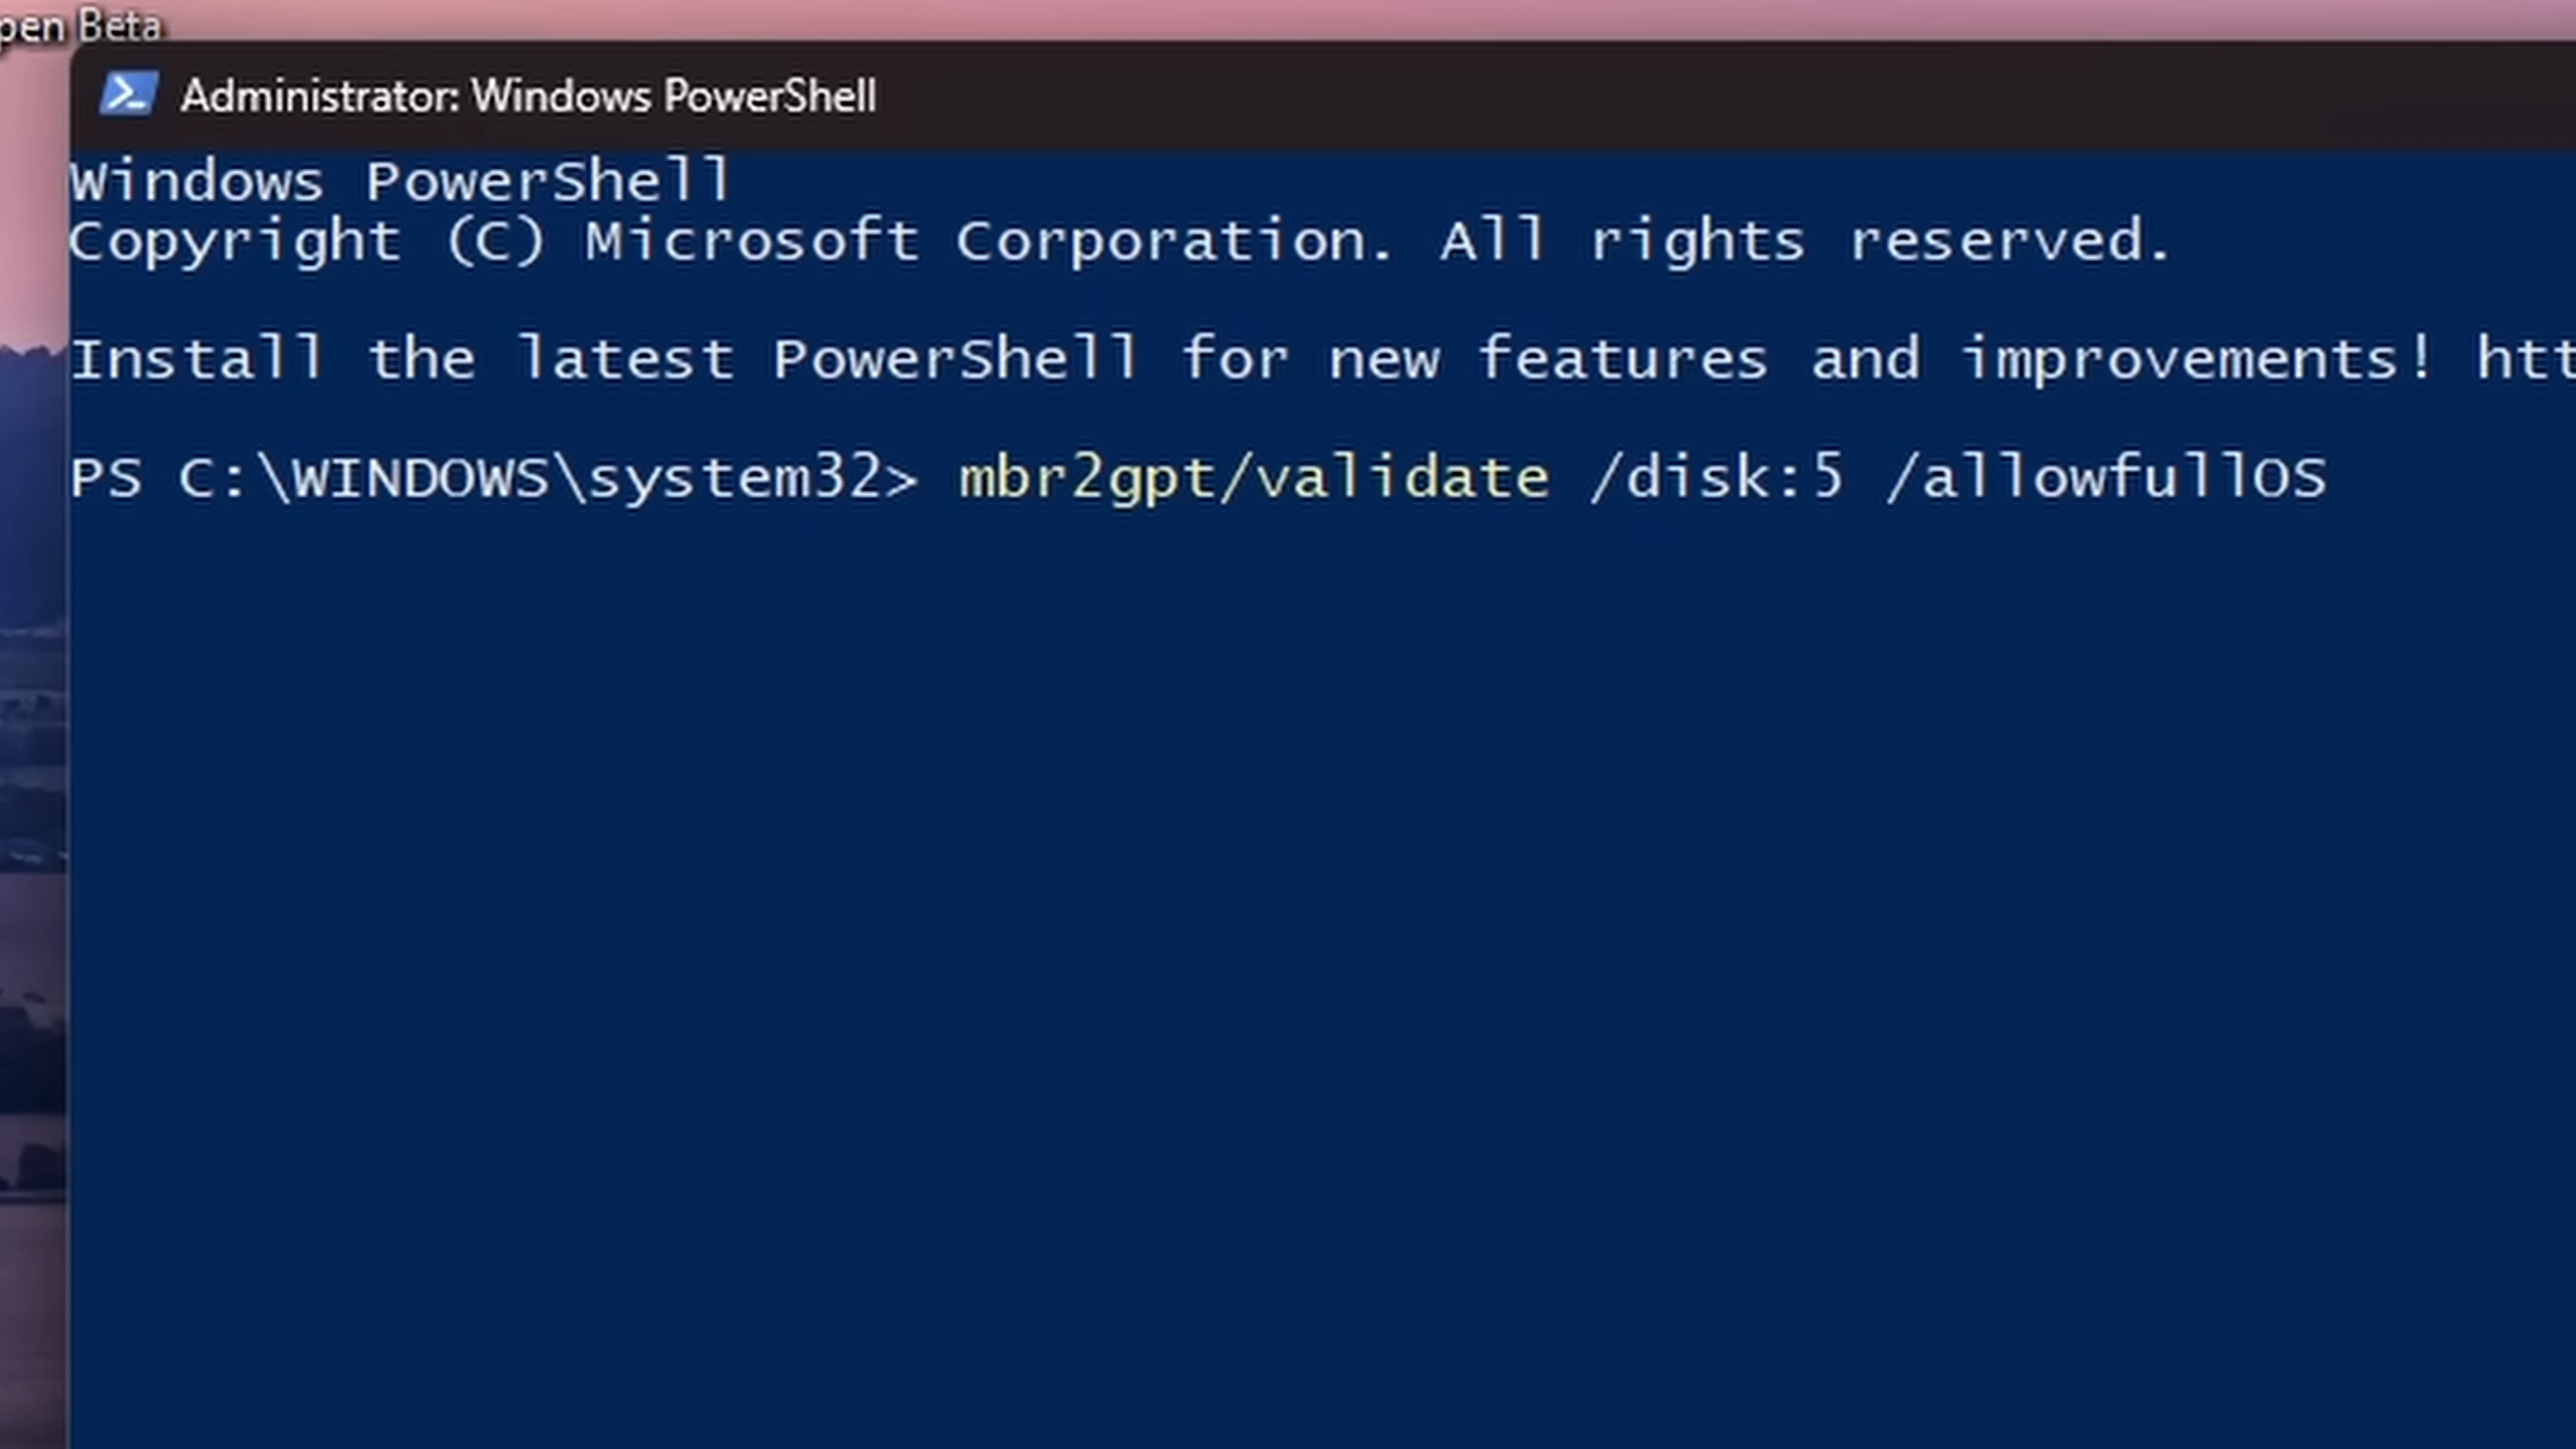 Beta
Administrator: Windows PowerShell
Windows PowerShell
Copyright (C) Microsoft Corporation. All rights reserved.
Install the latest PowerShell for new features and improvements! htt
PS C:\WINDOWS\system32> mbr2gpt/validate /disk:5 /allowfullOS